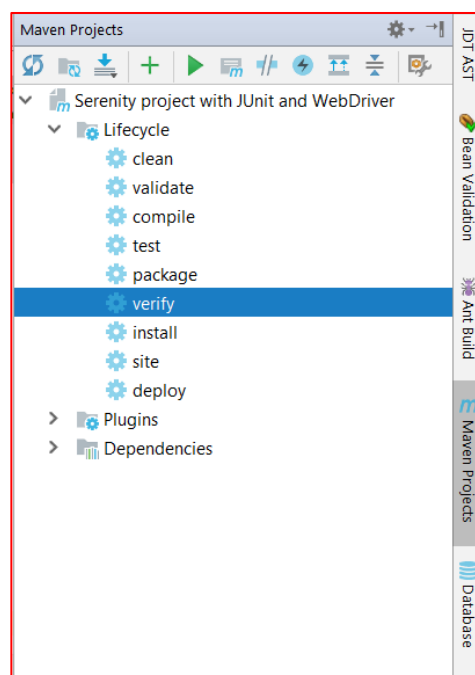 Maven Projects
Serenity project with JUnit and WebDriver
Lifecycle
clean
validate
compile
test
package
verify
install
site
deploy
Plugins
Dependencies
JDT AST
Bean Validation
Ant Build
Maven Projects
Database